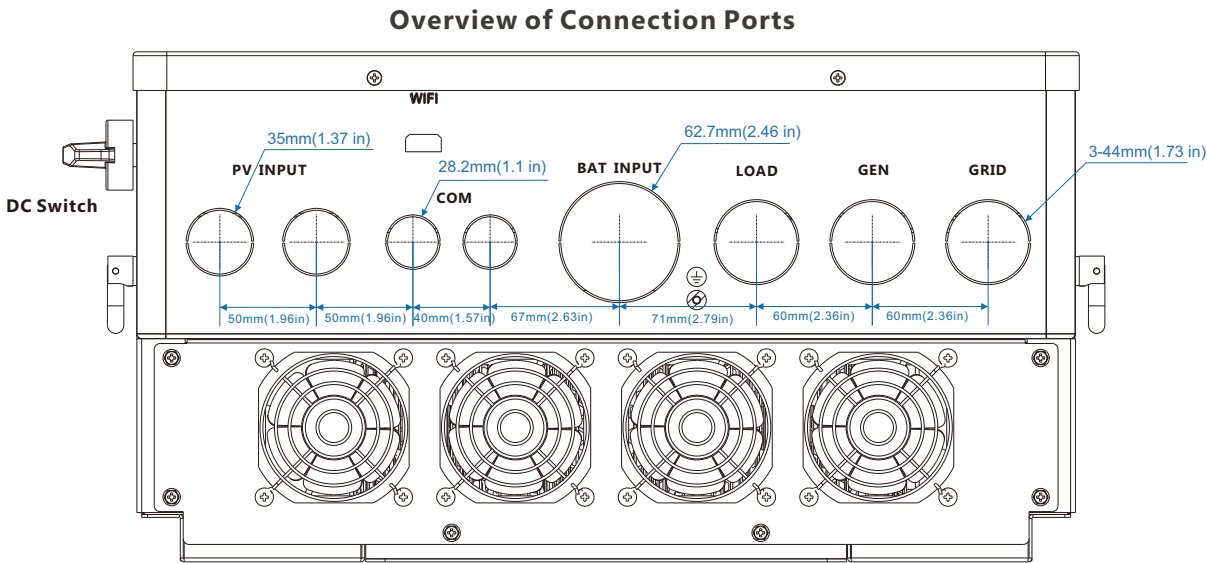 Overview of Connection Ports
WIFI
35mm(1.37 in)
62.7mm(2.46 in)
3-44mm(1.73 in)
PV INPUT
28.2mm(1.1 in)
BAT INPUT
LOAD
GEN
GRID
COM
DC Switch
50mm(1.96in)
50mm(1.96in)
40mm(1.57in)
67mm(2.63in)
71mm(2.79in)
60mm(2.36in)
60mm(2.36in)